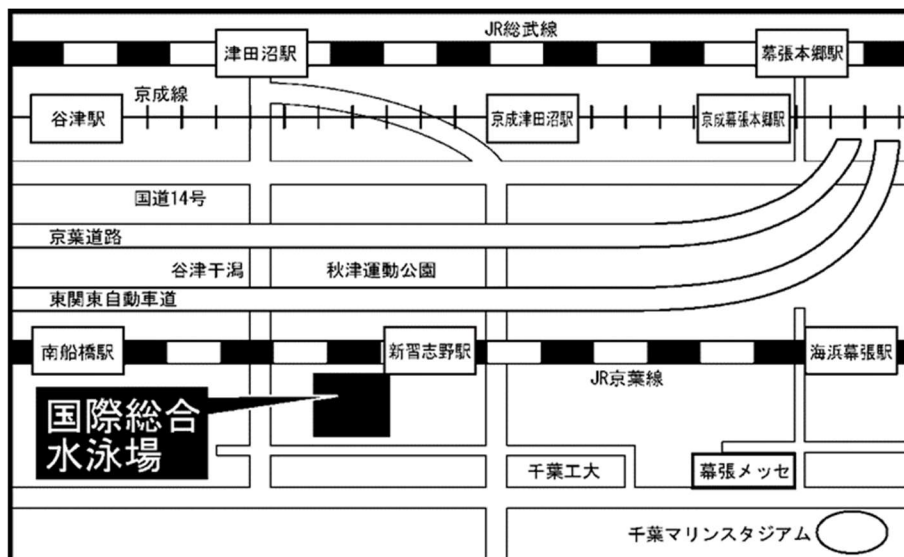 JR総武線
津田沼駅
幕張本郷駅
京成線
谷津駅
京成津田沼駅
京成幕張本郷駅
国道14号
京葉道路
谷津干潟
秋津運動公園
東関東自動車道
南船橋駅
新習志野駅
海浜幕張駅
JR京葉線
国際総合
水泳場
千葉工大
幕張メッセ
千葉マリンスタジアム